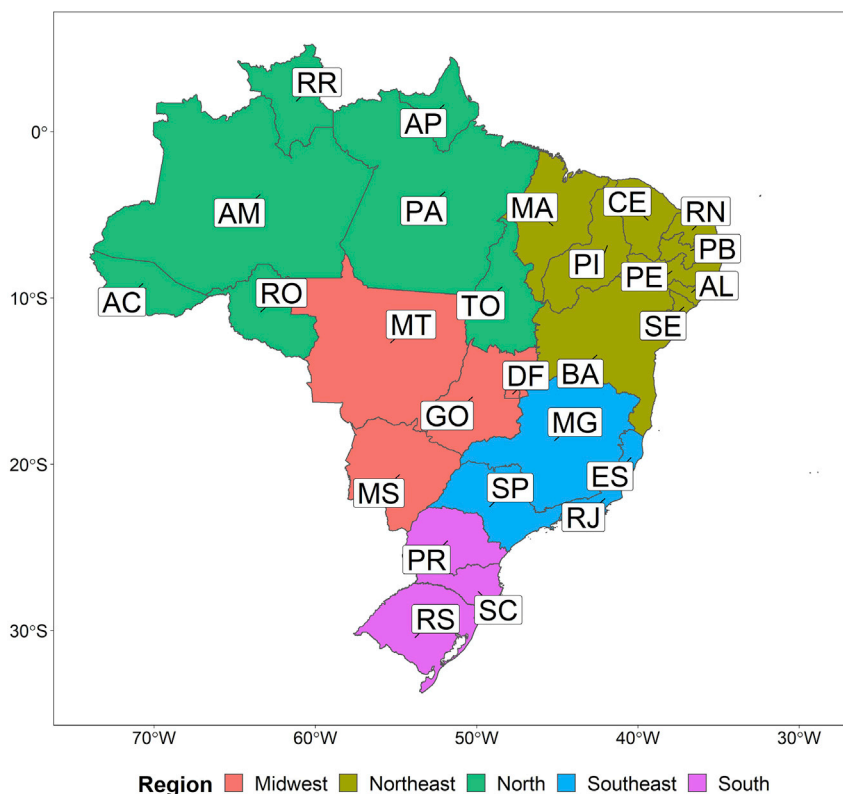 RR
AP
0°
AM
PA
MA
CE
RN
PB
PI
PE
AL
AC
RO
TO
10°S
SE
MT
DF
BA
GO
MG
20°S
ES
SP
MS
RJ
PR
SC
RS
30°S
70°W 60°W 50°W 40°W 30°W
Region Midwest Northeast North Southeast South